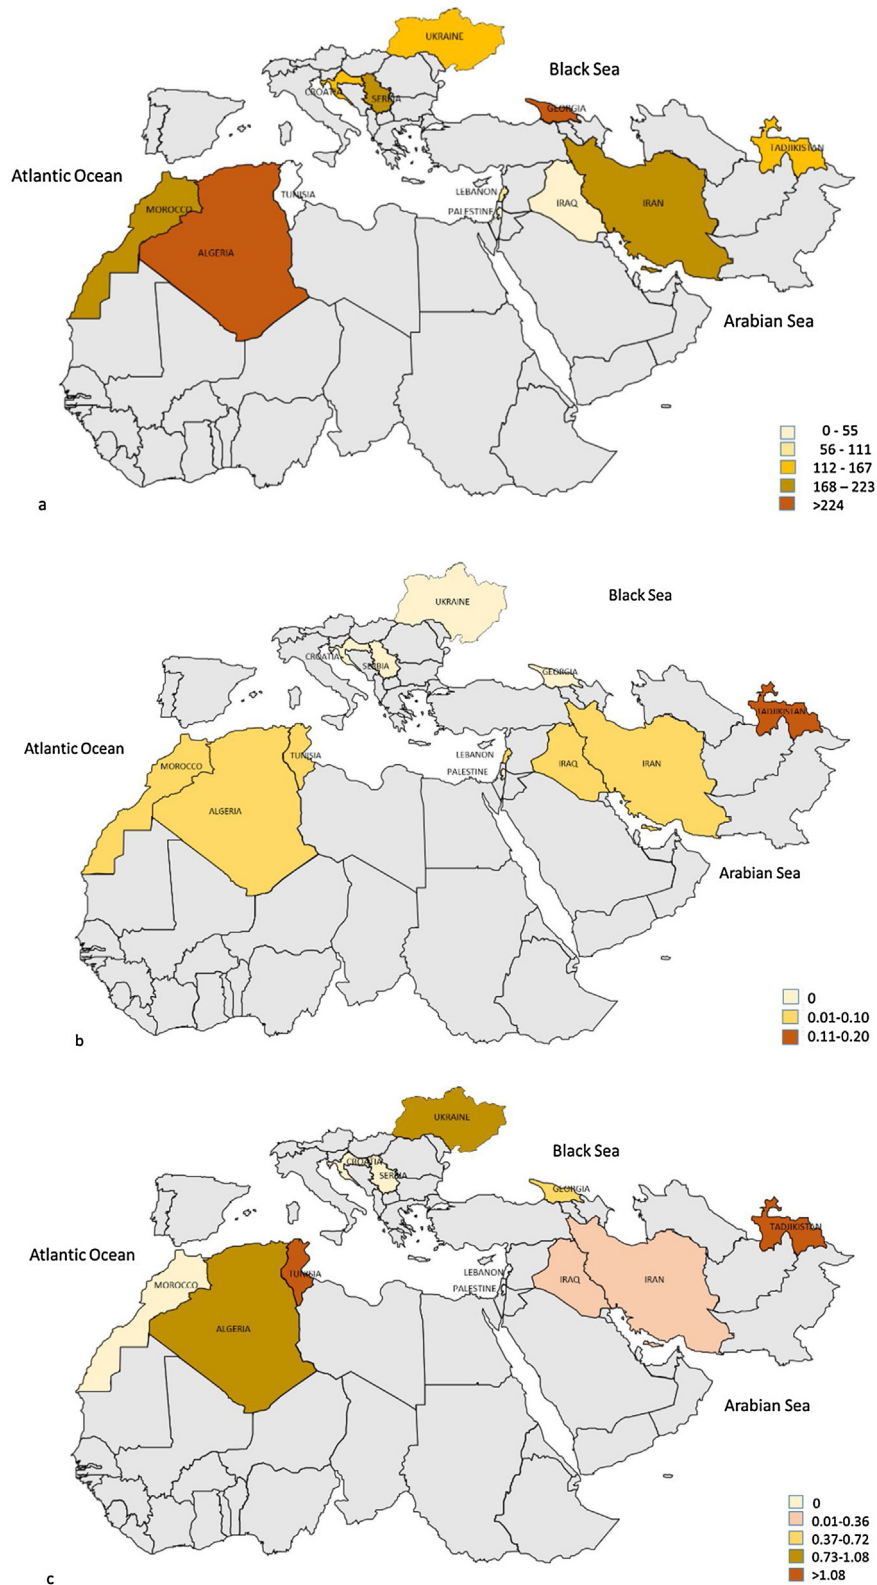 UKRAINE
Black Sea
CROATIA
SERBIA
GEORGIA
TADJIKISTAN
Atlantic Ocean
TUNISIA
LEBANON
MOROCCO
PALESTINE
IRAQ
IRAN
ALGERIA
Arabian Sea
0 - 55
56 - 111
112 - 167
168 – 223
>224
a
UKRAINE
Black Sea
CROATIA
SERBIA
GEORGIA
TADJIKISTAN
Atlantic Ocean
TUNISIA
LEBANON
MOROCCO
PALESTINE
IRAQ
IRAN
ALGERIA
Arabian Sea
0
0.01-0.10
0.11-0.20
b
UKRAINE
Black Sea
CROATIA
SERBIA
GEORGIA
TADJIKISTAN
Atlantic Ocean
TUNISIA
LEBANON
MOROCCO
PALESTINE
IRAQ
IRAN
ALGERIA
Arabian Sea
0
0.01-0.36
0.37-0.72
0.73-1.08
>1.08
c